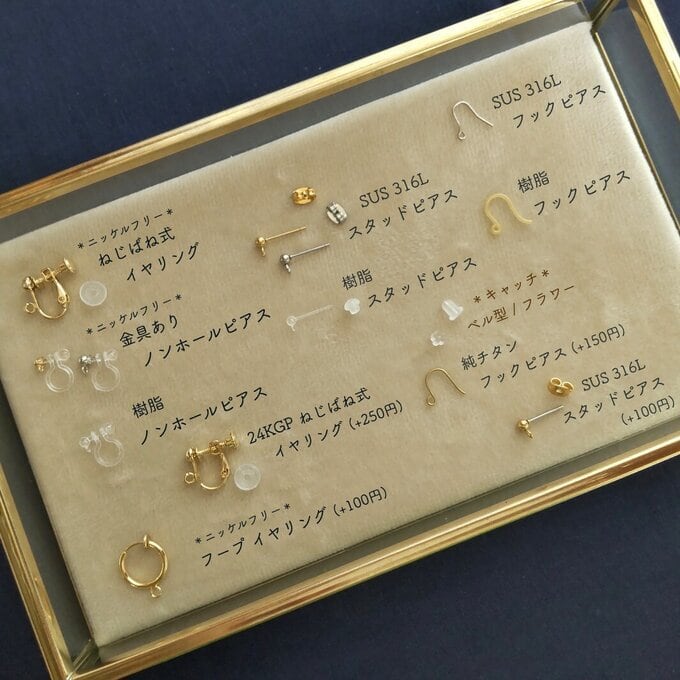 SUS 316L
フックピアス
樹脂
フックピアス
SUS 316L
スタッドピアス
樹脂
スタッドピアス
*キャッチ*
ベル型/フラワー
純チタン
フックピアス(+150円)
SUS 316L
スタッドピアス
(+100円)
*ニッケルフリー*
ねじばね式
イヤリング
*ニッケルフリー*
金具あり
ノンホールピアス
樹脂
ノンホールピアス
24KGP ねじばね式
イヤリング(+250円)
*ニッケルフリー*
フープ イヤリング(+100円)